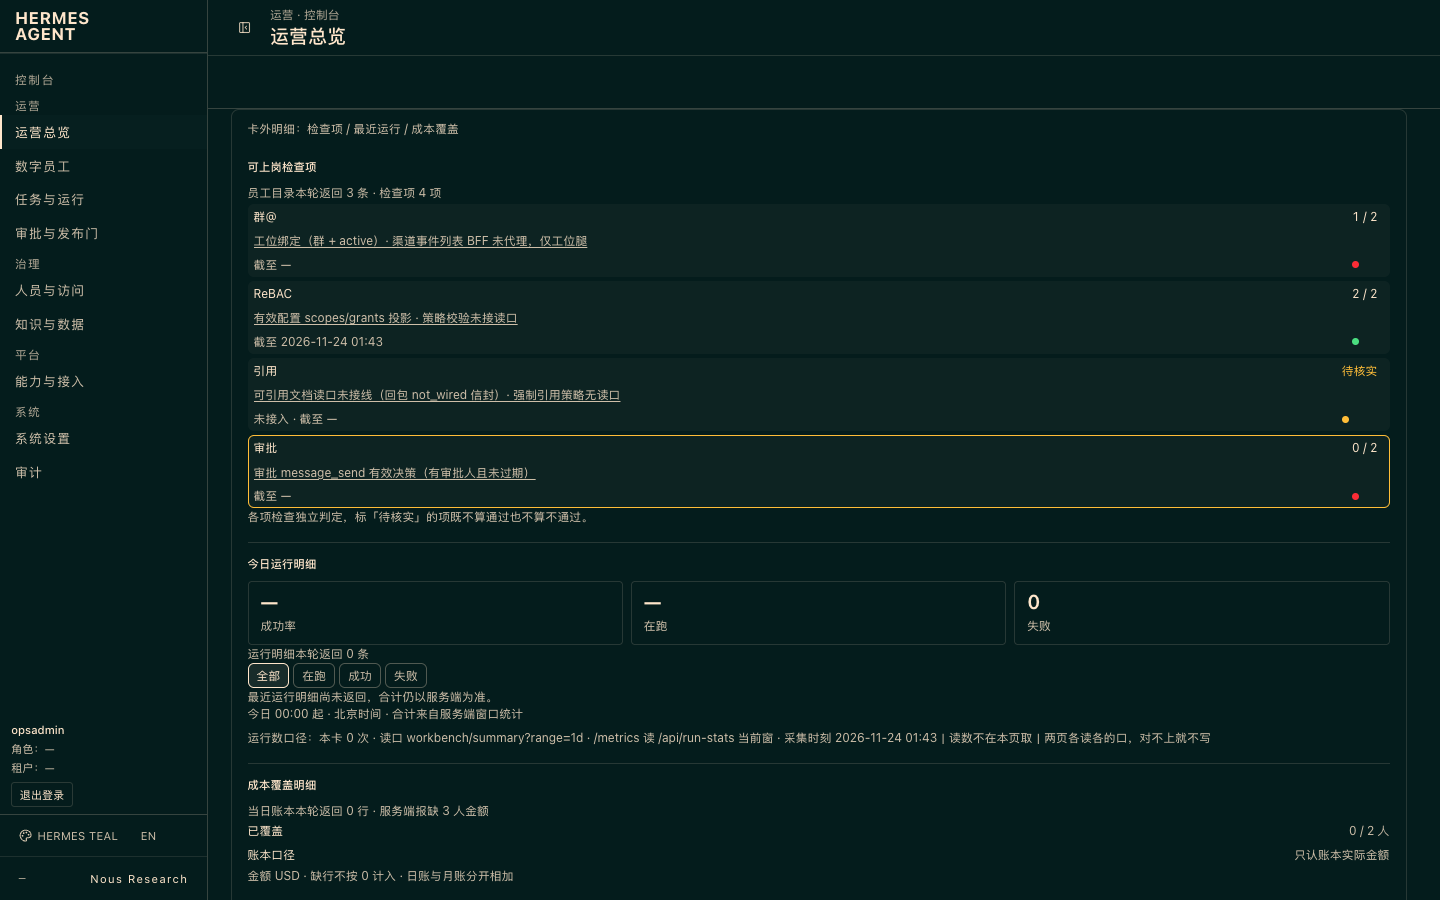 HERMES
AGENT
控制台
运营
运营总览
数字员工
任务与运行
审批与发布门
治理
人员与访问
知识与数据
平台
能力与接入
系统
系统设置
审计
opsadmin
角色：—
租户：—
退出登录
HERMES TEAL EN
— Nous Research
运营 · 控制台
运营总览
卡外明细：检查项 / 最近运行 / 成本覆盖
可上岗检查项
员工目录本轮返回 3 条 · 检查项 4 项
群@ 1 / 2
工位绑定（群 + active）· 渠道事件列表 BFF 未代理，仅工位腿
截至 —
ReBAC 2 / 2
有效配置 scopes/grants 投影 · 策略校验未接读口
截至 2026-11-24 01:43
引用 待核实
可引用文档读口未接线（回包 not_wired 信封）· 强制引用策略无读口
未接入 · 截至 —
审批 0 / 2
审批 message_send 有效决策（有审批人且未过期）
截至 —
各项检查独立判定，标「待核实」的项既不算通过也不算不通过。
今日运行明细
— — 0
成功率 在跑 失败
运行明细本轮返回 0 条
全部 在跑 成功 失败
最近运行明细尚未返回，合计仍以服务端为准。
今日 00:00 起 · 北京时间 · 合计来自服务端窗口统计
运行数口径：本卡 0 次 · 读口 workbench/summary?range=1d · /metrics 读 /api/run-stats 当前窗 · 采集时刻 2026-11-24 01:43 | 读数不在本页取 | 两页各读各的口，对不上就不写
成本覆盖明细
当日账本本轮返回 0 行 · 服务端报缺 3 人金额
已覆盖 0 / 2 人
账本口径 只认账本实际金额
金额 USD · 缺行不按 0 计入 · 日账与月账分开相加